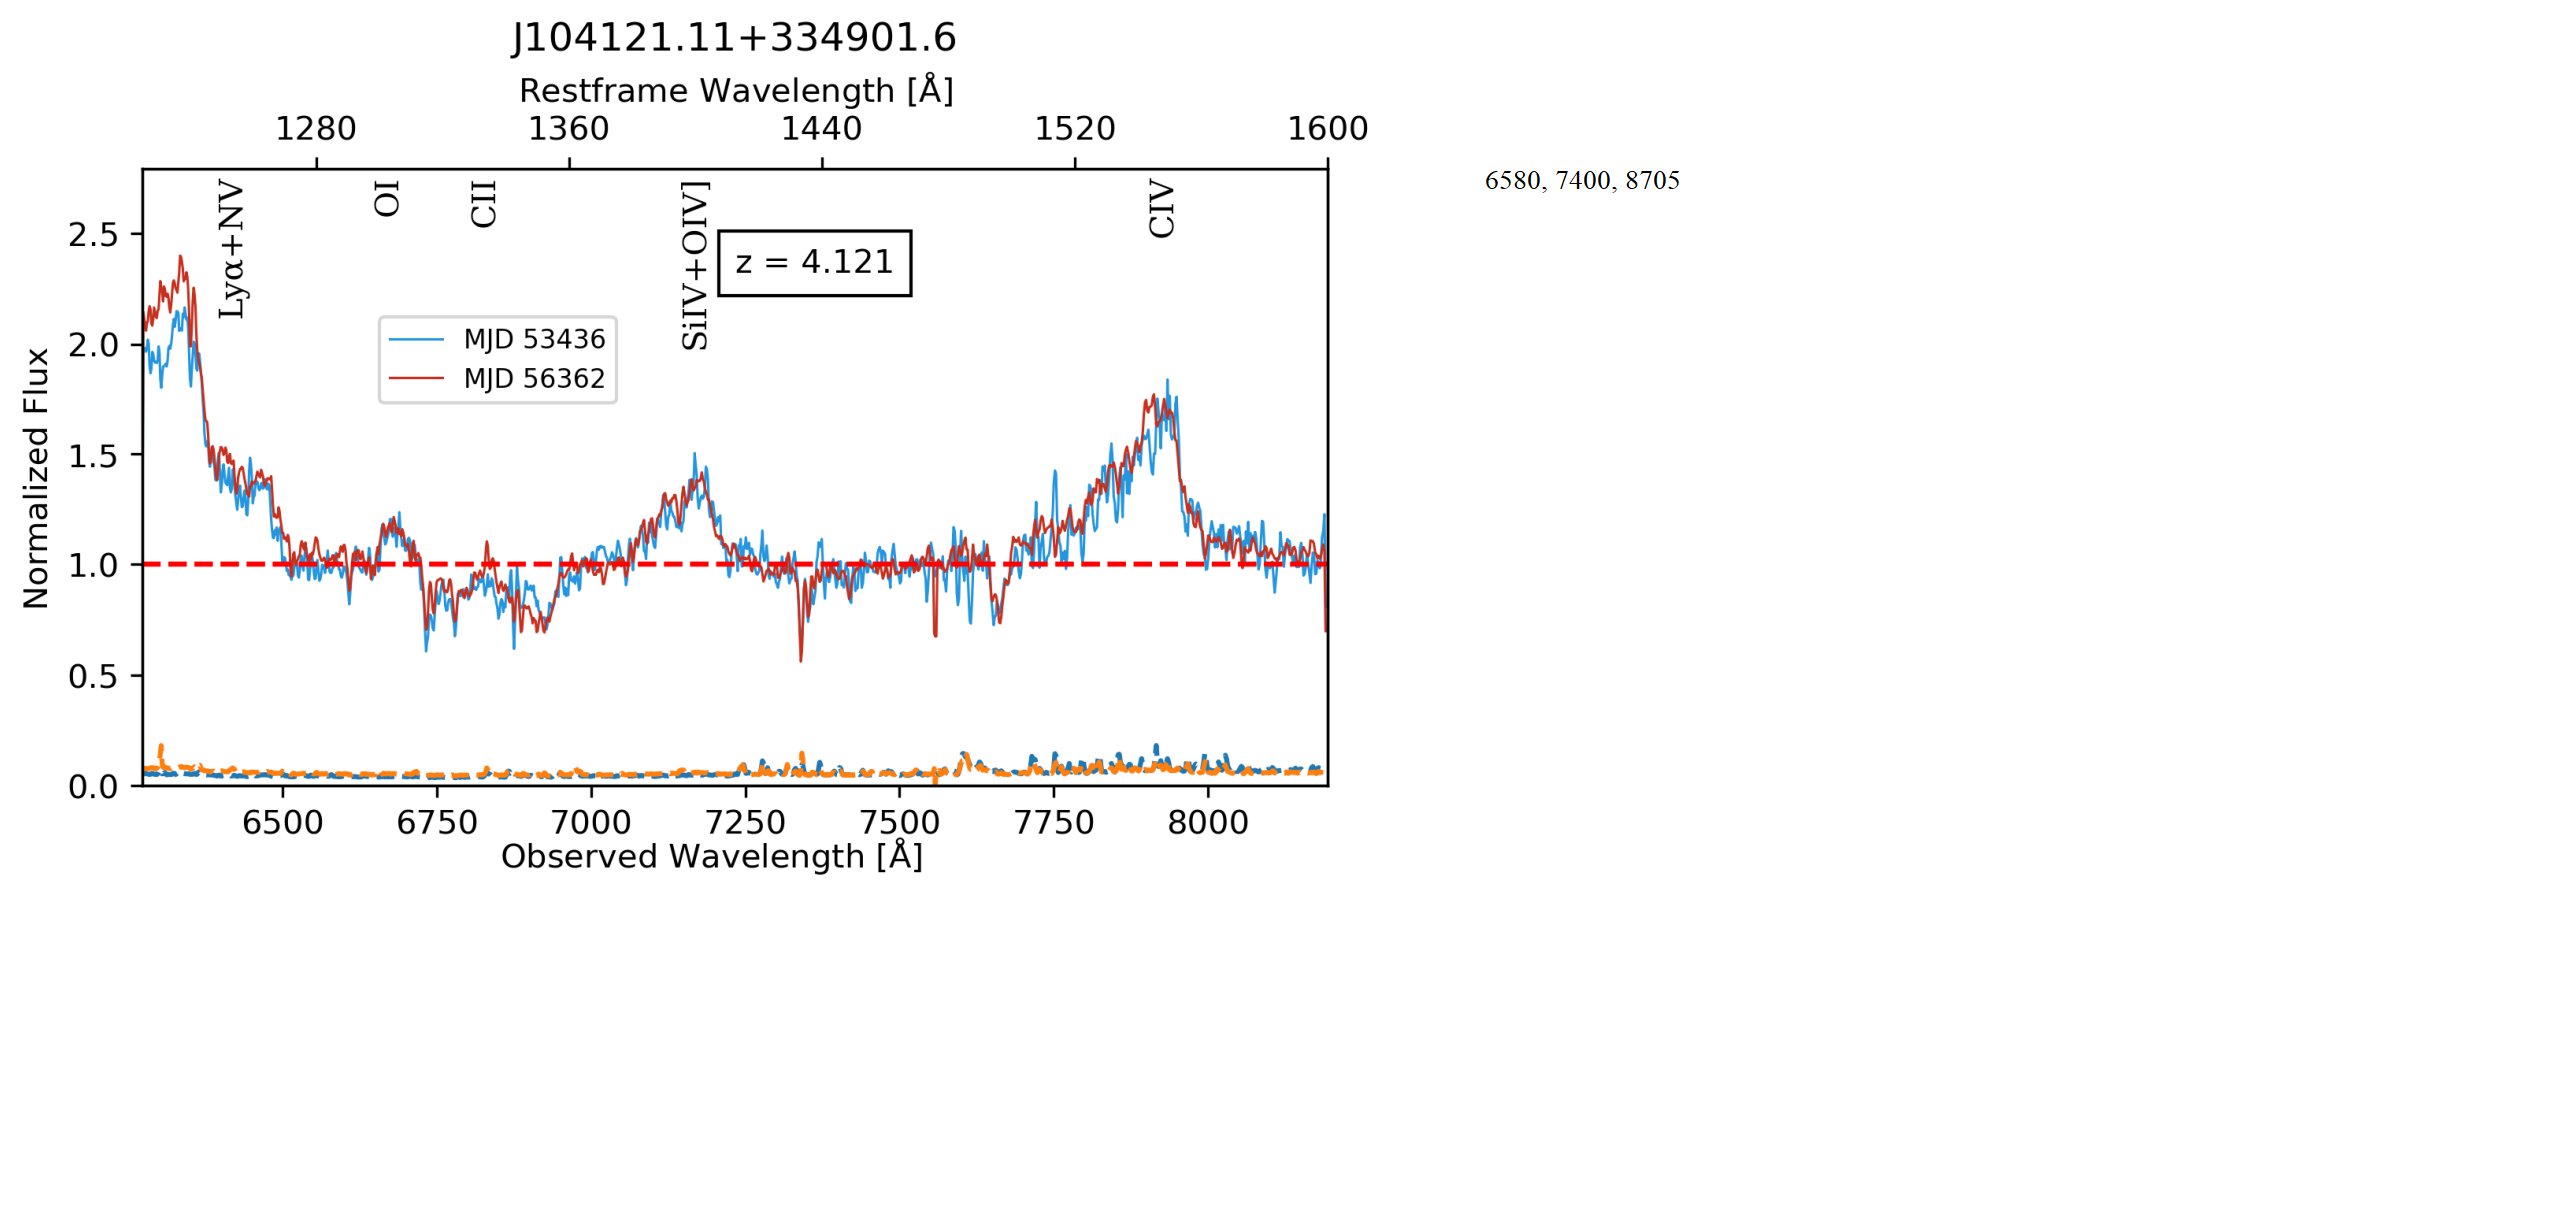 J104121.11+334901.6
Restframe Wavelength [Å]
1280 1360 1440 1520 1600
Lyα+NV
OI
CII
SiIV+OIV]
CIV
6580, 7400, 8705
z = 4.121
MJD 53436
MJD 56362
Normalized Flux
2.5
2.0
1.5
1.0
0.5
0.0
6500 6750 7000 7250 7500 7750 8000
Observed Wavelength [Å]